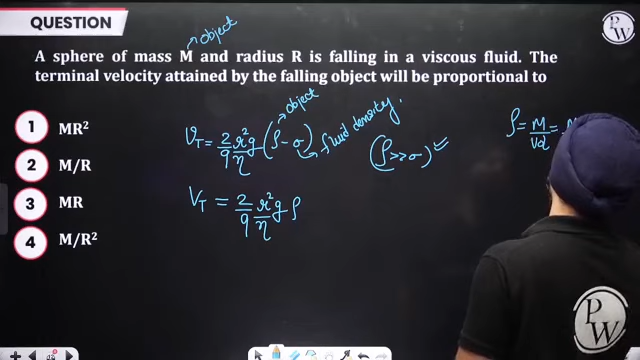 QUESTION
object
A sphere of mass M and radius R is falling in a viscous fluid. The
terminal velocity attained by the falling object will be proportional to
1 MR²
2 M/R
3 MR
4 M/R²
object
V_T = 2/9 r²g/η (ρ - σ) fluid density.
(ρ >> σ)
ρ = M/Vol =
V_T = 2/9 r²g/η ρ
PW
PW